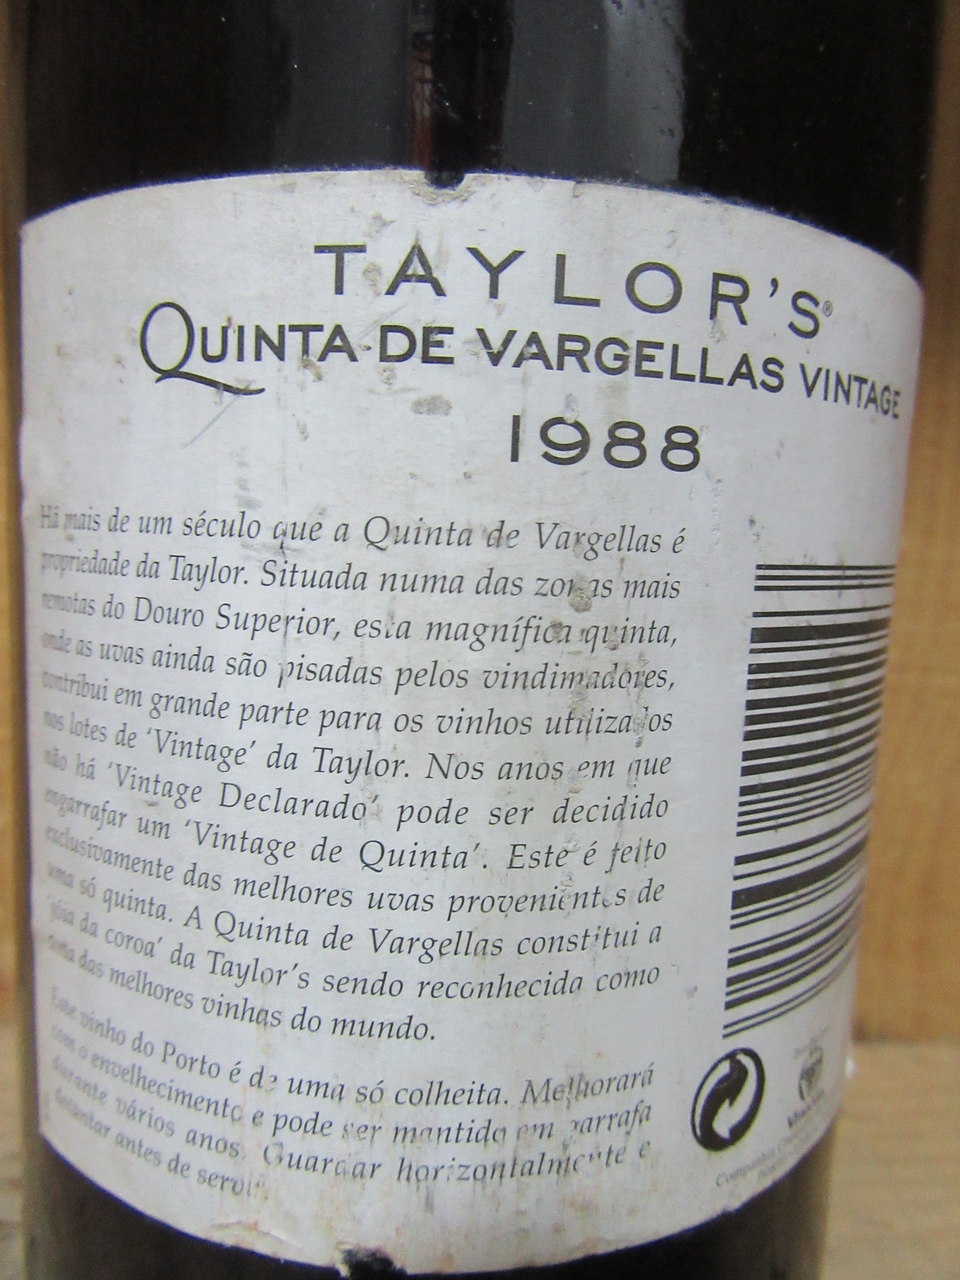 TAYLOR'S®
QUINTA DE VARGELLAS VINTAGE
1988
Há mais de um século que a Quinta de Vargellas é
propriedade da Taylor. Situada numa das zonas mais
remotas do Douro Superior, esta magnífica quinta,
onde as uvas ainda são pisadas pelos vindimadores,
contribui em grande parte para os vinhos utilizados
nos lotes de 'Vintage' da Taylor. Nos anos em que
não há 'Vintage Declarado' pode ser decidido
engarrafar um 'Vintage de Quinta'. Este é feito
exclusivamente das melhores uvas provenientes de
uma só quinta. A Quinta de Vargellas constitui a
'jóia da coroa' da Taylor's sendo reconhecida como
uma das melhores vinhas do mundo.
Este vinho do Porto é de uma só colheita. Melhorará
com o envelhecimento e pode ser mantido em garrafa
durante vários anos. Guardar horizontalmente e
decantar antes de servir.